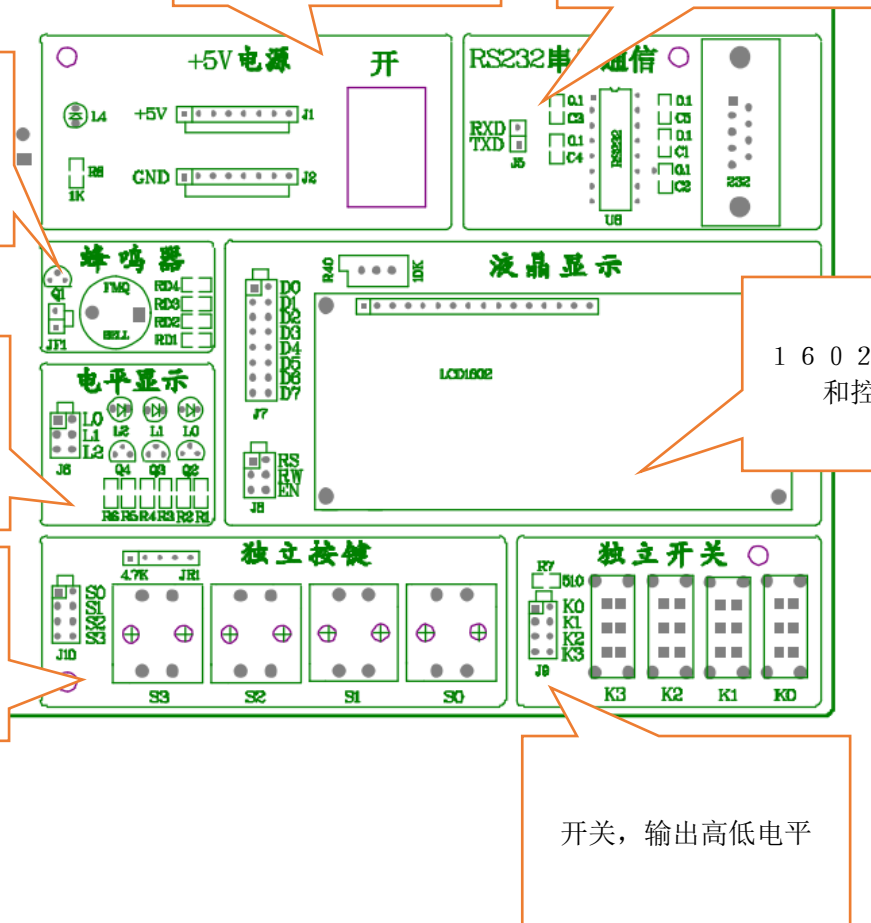 +5V 电源
开
RS232串 通信
L4
+5V
J1
R8
1K
GND
J2
RXD
TXD
J5
0.1
C3
0.1
C4
RS232
U8
0.1
C5
0.1
C1
0.1
C2
232
蜂鸣器
Q1
FMQ
BELL
JF1
RD4
RD3
RD2
RD1
液晶显示
R40
10K
D0
D1
D2
D3
D4
D5
D6
D7
J7
LCD1602
RS
RW
EN
J8
1602
和控
电平显示
L0
L1
L2
J6
L2 L1 L0
Q4 Q3 Q2
R6 R5 R4 R3 R2 R1
独立按键
4.7K JR1
S0
S1
S2
S3
J10
S3 S2 S1 S0
独立开关
R7
510
K0
K1
K2
K3
J9
K3 K2 K1 K0
开关，输出高低电平